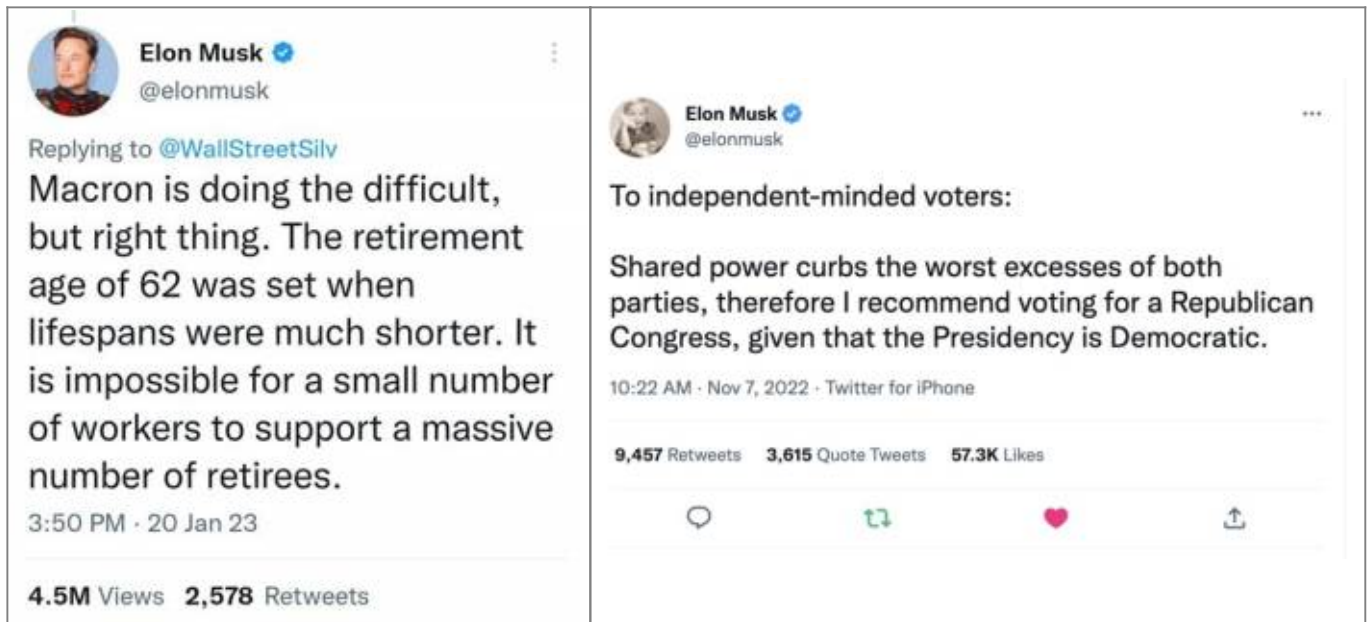 Elon Musk
@elonmusk
Replying to @WallStreetSilv
Macron is doing the difficult,
but right thing. The retirement
age of 62 was set when
lifespans were much shorter. It
is impossible for a small number
of workers to support a massive
number of retirees.
3:50 PM · 20 Jan 23
4.5M Views 2,578 Retweets
Elon Musk
@elonmusk
To independent-minded voters:
Shared power curbs the worst excesses of both
parties, therefore I recommend voting for a Republican
Congress, given that the Presidency is Democratic.
10:22 AM · Nov 7, 2022 · Twitter for iPhone
9,457 Retweets 3,615 Quote Tweets 57.3K Likes